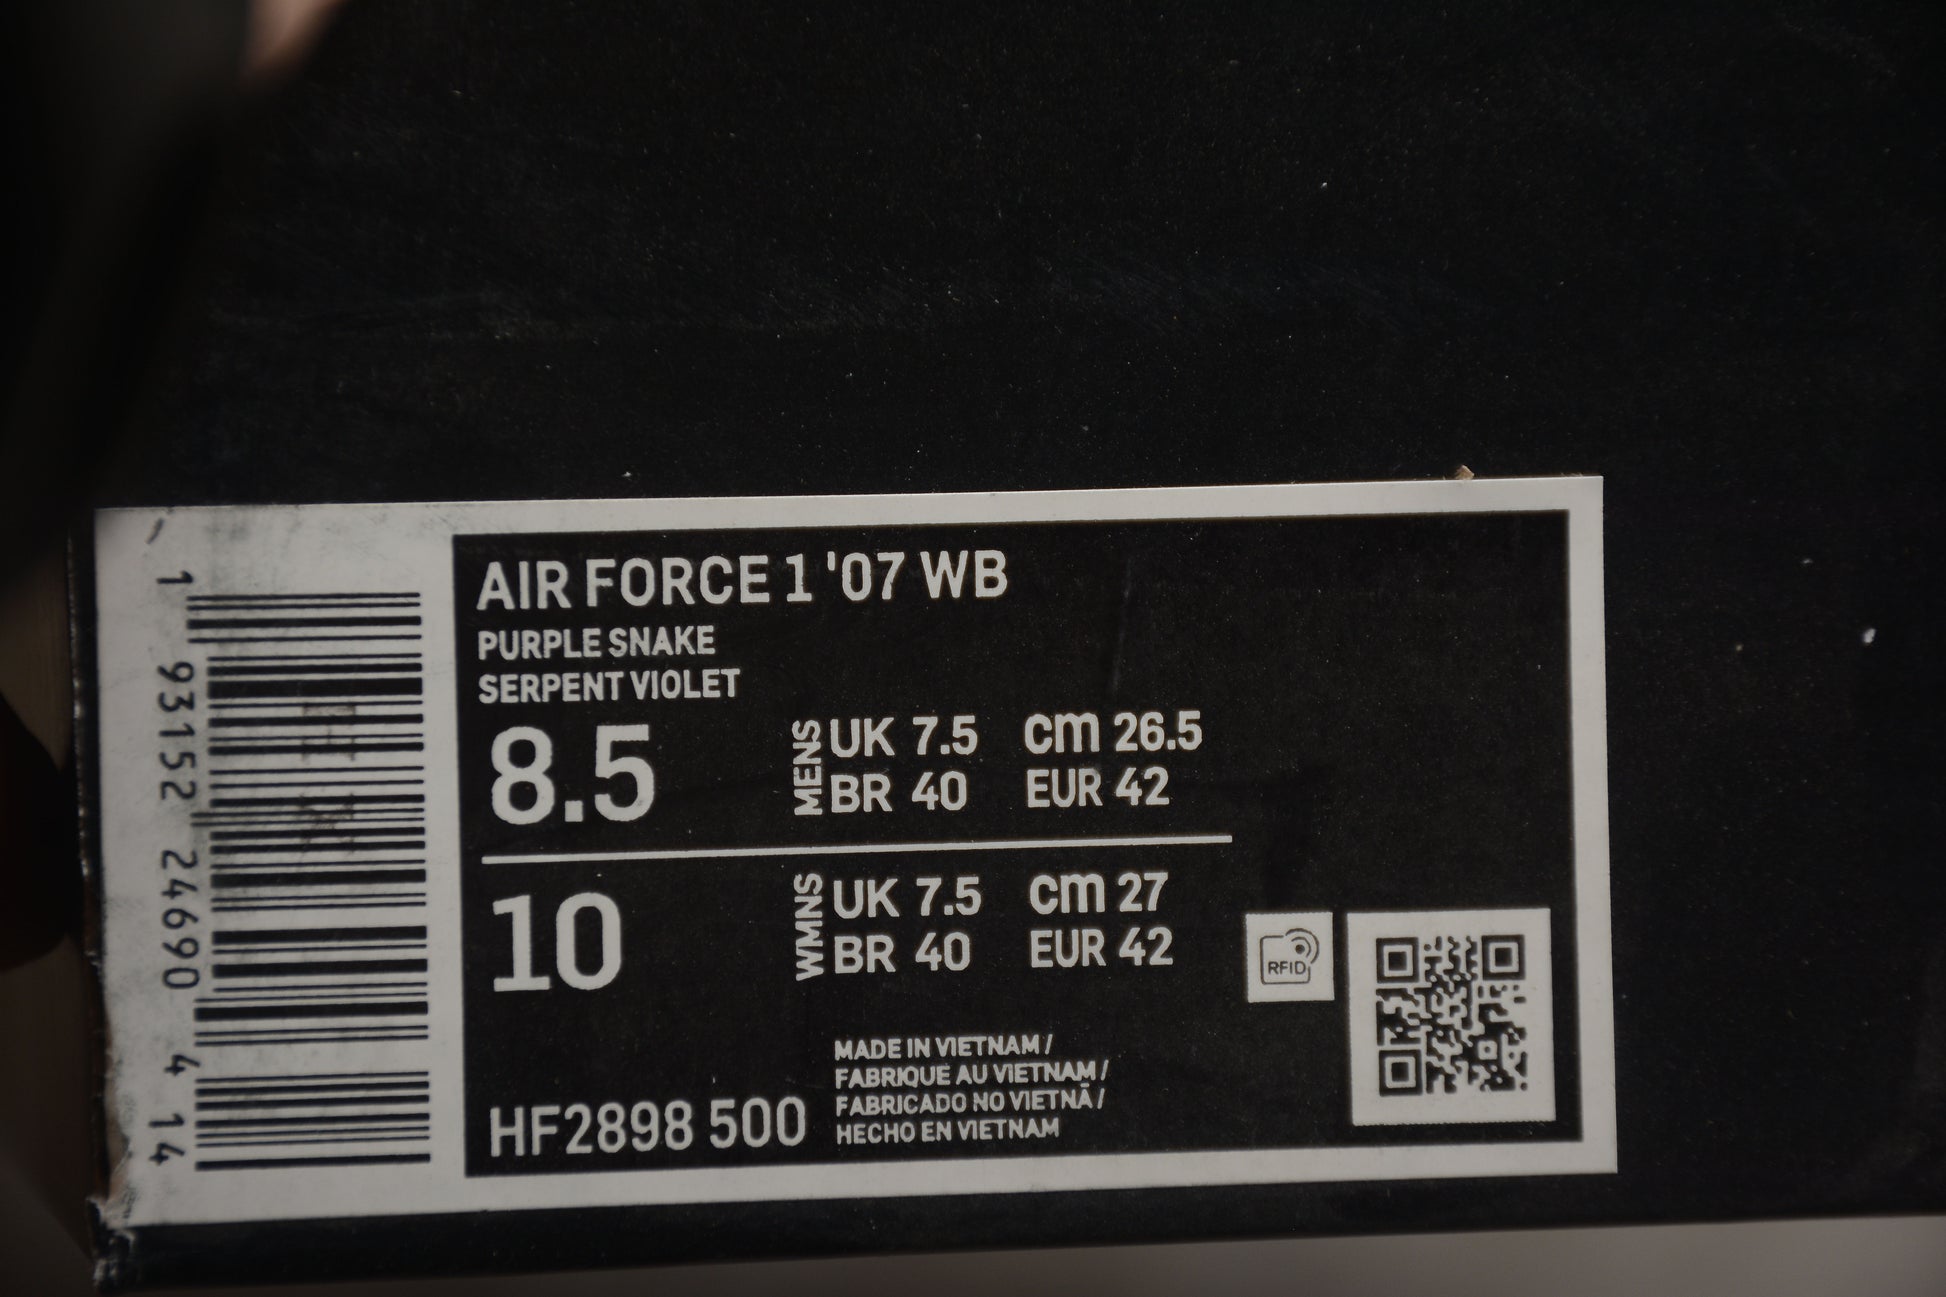 AIR FORCE 1 '07 WB
PURPLE SNAKE
SERPENT VIOLET
8.5 MENS UK 7.5 cm 26.5
BR 40 EUR 42
10 WMNS UK 7.5 cm 27
BR 40 EUR 42
HF2898 500
MADE IN VIETNAM /
FABRIQUE AU VIETNAM /
FABRICADO NO VIETNÃ /
HECHO EN VIETNAM
RFID
1 93152 24690 4 14